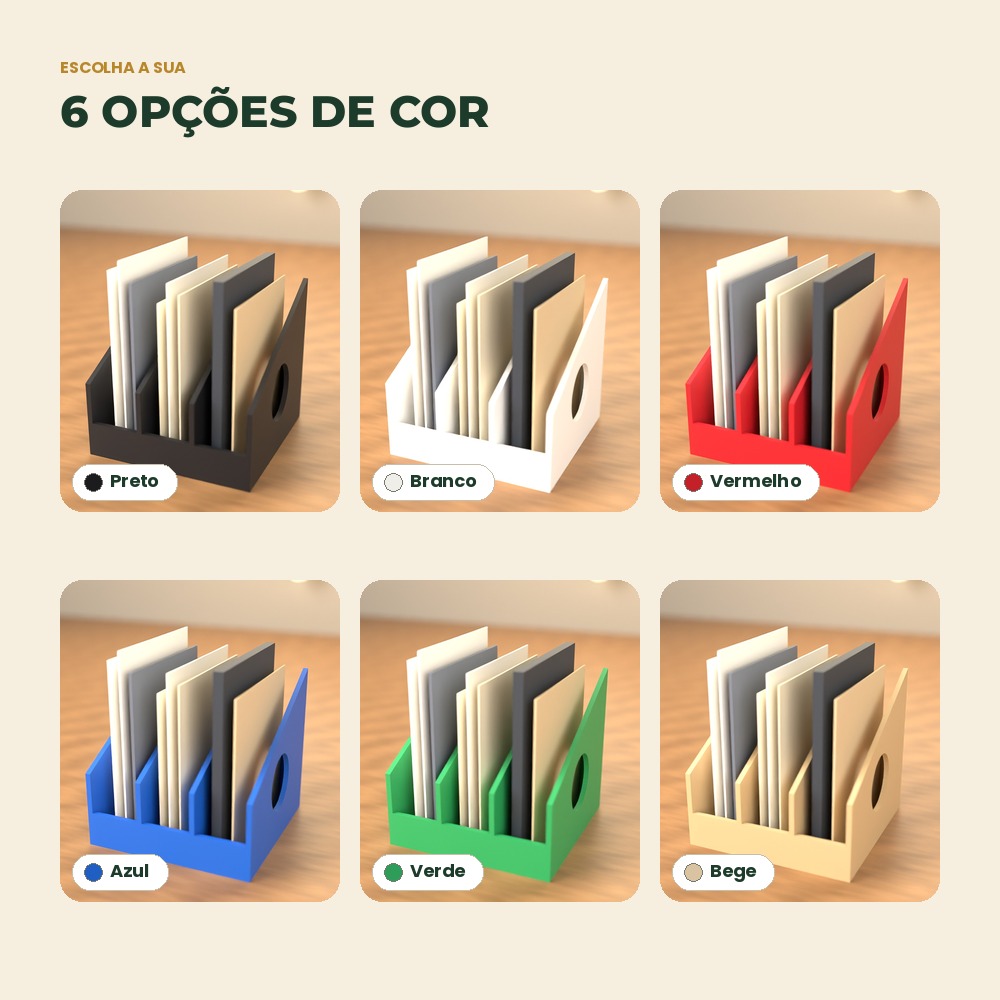 ESCOLHA A SUA
6 OPÇÕES DE COR
Preto
Branco
Vermelho
Azul
Verde
Bege